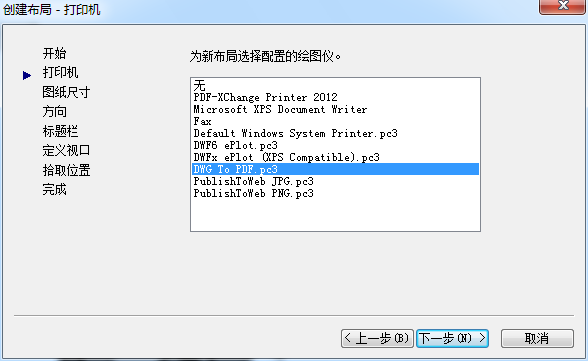 创建布局 - 打印机
开始
打印机
图纸尺寸
方向
标题栏
定义视口
拾取位置
完成
为新布局选择配置的绘图仪。
无
PDF-XChange Printer 2012
Microsoft XPS Document Writer
Fax
Default Windows System Printer.pc3
DWF6 ePlot.pc3
DWFx ePlot (XPS Compatible).pc3
DWG To PDF.pc3
PublishToWeb JPG.pc3
PublishToWeb PNG.pc3
< 上一步(B)
下一步(N) >
取消